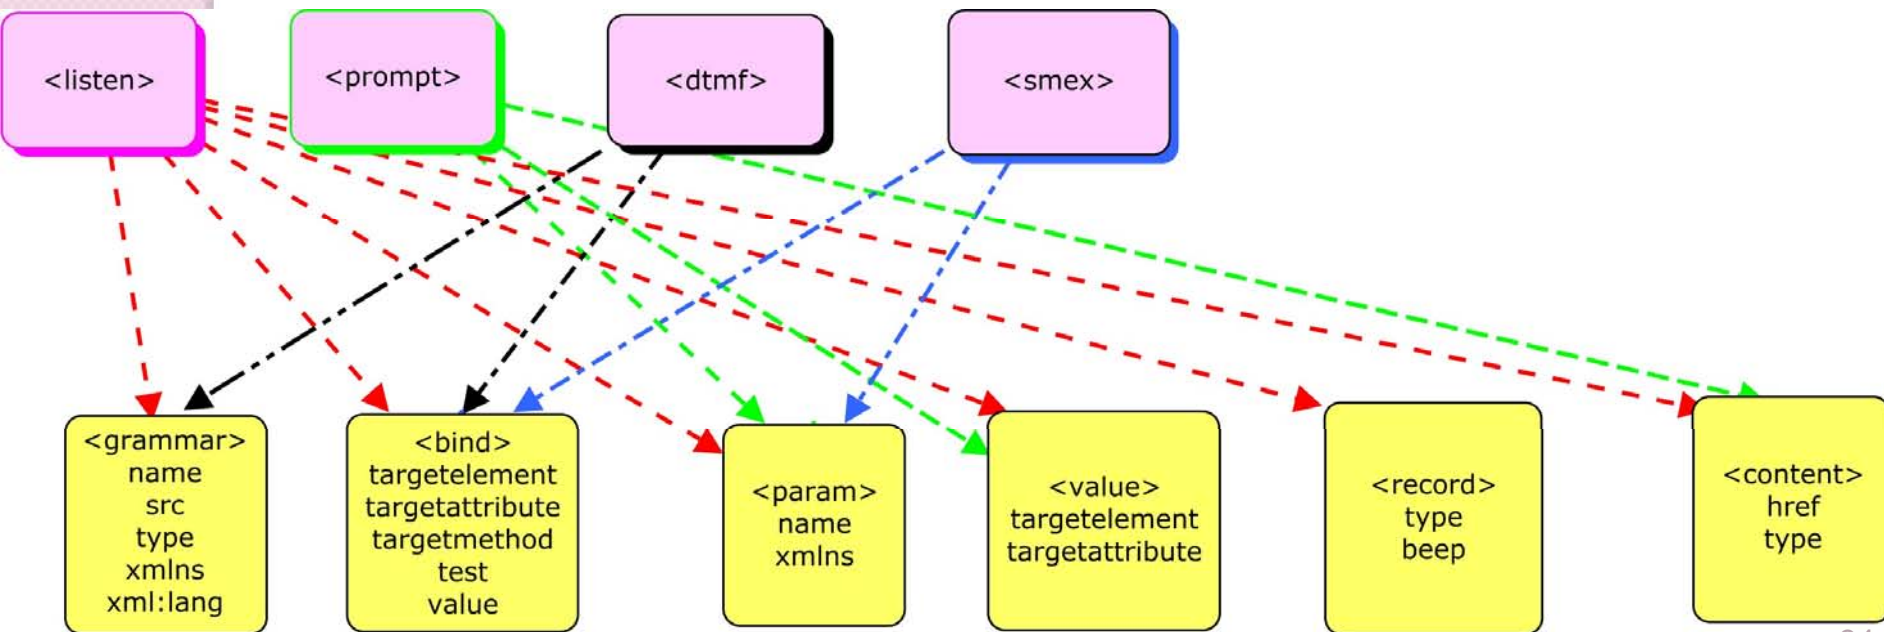 <listen>
<prompt>
<dtmf>
<smex>
<grammar>
name
src
type
xmlns
xml:lang
<bind>
targetelement
targetattribute
targetmethod
test
value
<param>
name
xmlns
<value>
targetelement
targetattribute
<record>
type
beep
<content>
href
type